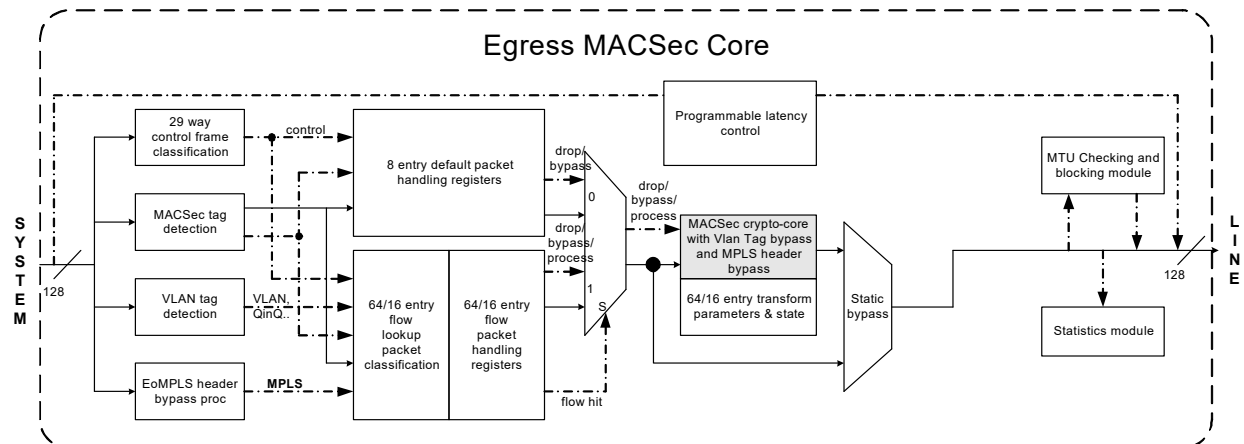 Egress MACSec Core
29 way
control frame
classification
control
8 entry default packet
handling registers
drop/
bypass
Programmable latency
control
MTU Checking and
blocking module
MACSec tag
detection
0
drop/
bypass/
process
drop/
bypass/
process
MACSec crypto-core
with Vlan Tag bypass
and MPLS header
bypass
SYSTEM
128
LINE
128
VLAN tag
detection
VLAN,
QinQ..
64/16 entry
flow
lookup
packet
classification
64/16 entry
flow
packet
handling
registers
1
S
64/16 entry transform
parameters & state
Static
bypass
Statistics module
EoMPLS header
bypass proc
MPLS
flow hit